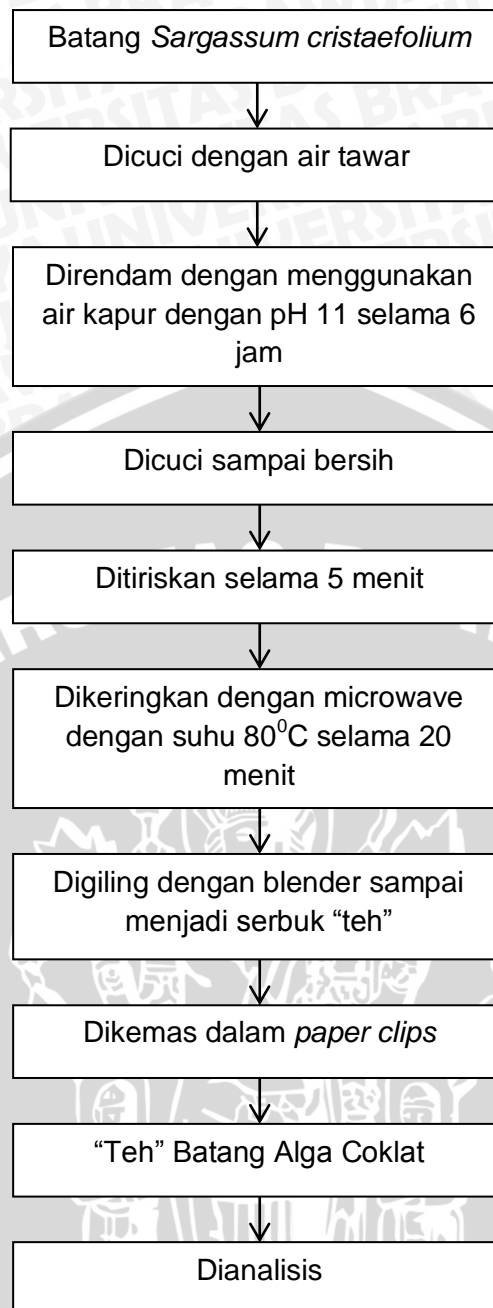 Batang Sargassum cristaefolium
Dicuci dengan air tawar
Direndam dengan menggunakan
air kapur dengan pH 11 selama 6
jam
Dicuci sampai bersih
Ditiriskan selama 5 menit
Dikeringkan dengan microwave
dengan suhu 80⁰C selama 20
menit
Digiling dengan blender sampai
menjadi serbuk “teh”
Dikemas dalam paper clips
“Teh” Batang Alga Coklat
Dianalisis